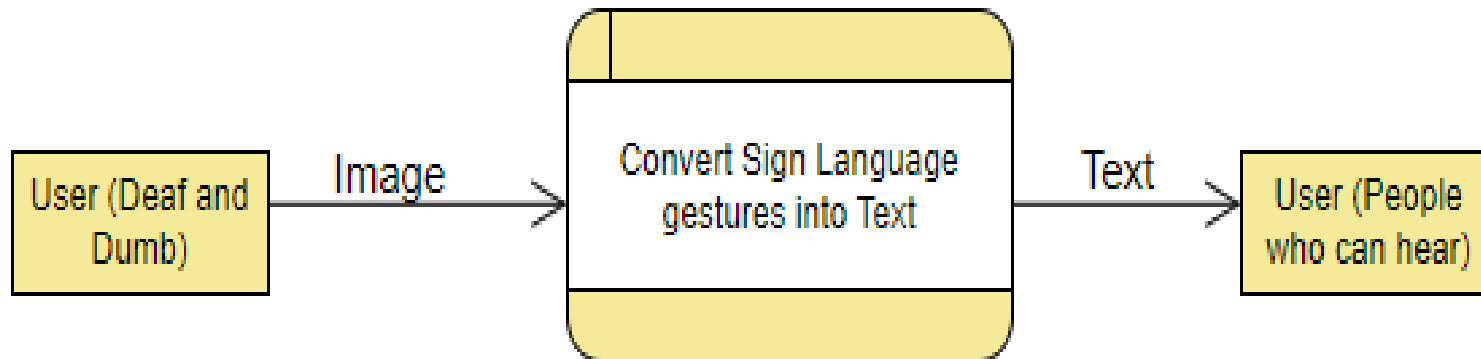 User (Deaf and
Dumb)
Image
Convert Sign Language
gestures into Text
Text
User (People
who can hear)